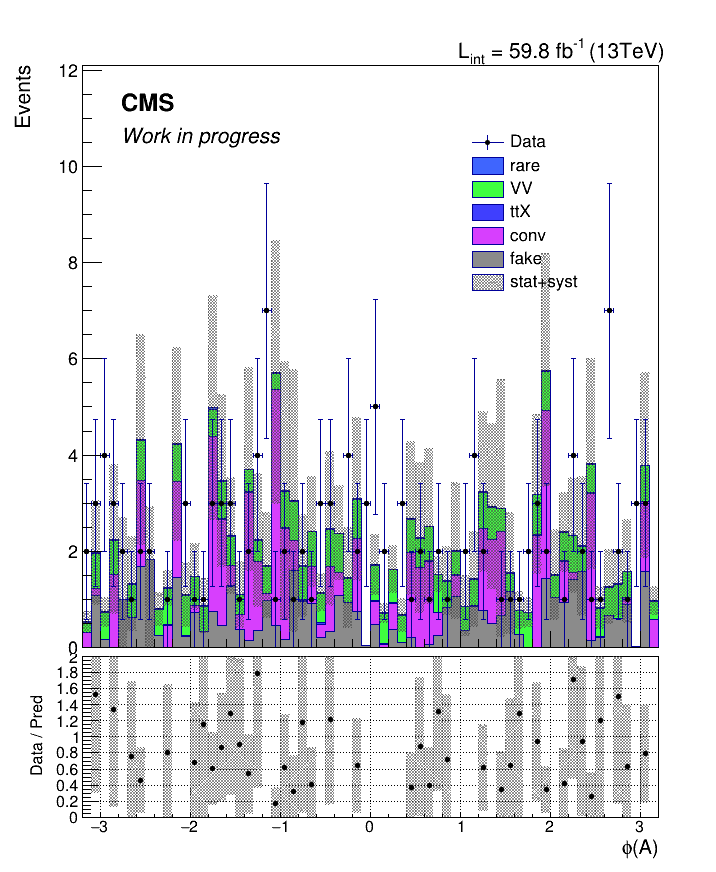 L_int = 59.8 fb^-1 (13TeV)
Events
12
CMS
Work in progress
10
8
6
4
2
0
Data
rare
VV
ttX
conv
fake
stat+syst
Data / Pred
2
1.8
1.6
1.4
1.2
1
0.8
0.6
0.4
0.2
0
−3
−2
−1
0
1
2
3
ϕ(A)